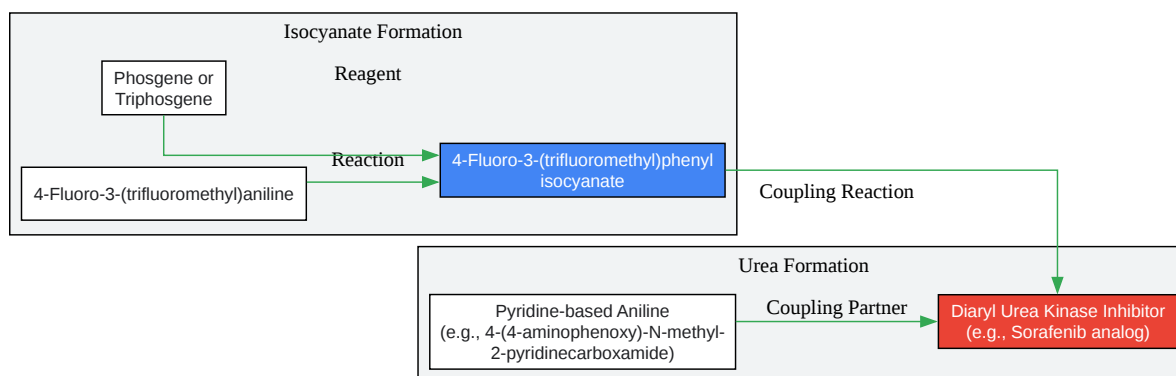 Isocyanate Formation
Reagent
Phosgene or
Triphosgene
Reaction
4-Fluoro-3-(trifluoromethyl)phenyl
isocyanate
4-Fluoro-3-(trifluoromethyl)aniline
Coupling Reaction
Urea Formation
Pyridine-based Aniline
(e.g., 4-(4-aminophenoxy)-N-methyl-
2-pyridinecarboxamide)
Coupling Partner
Diaryl Urea Kinase Inhibitor
(e.g., Sorafenib analog)